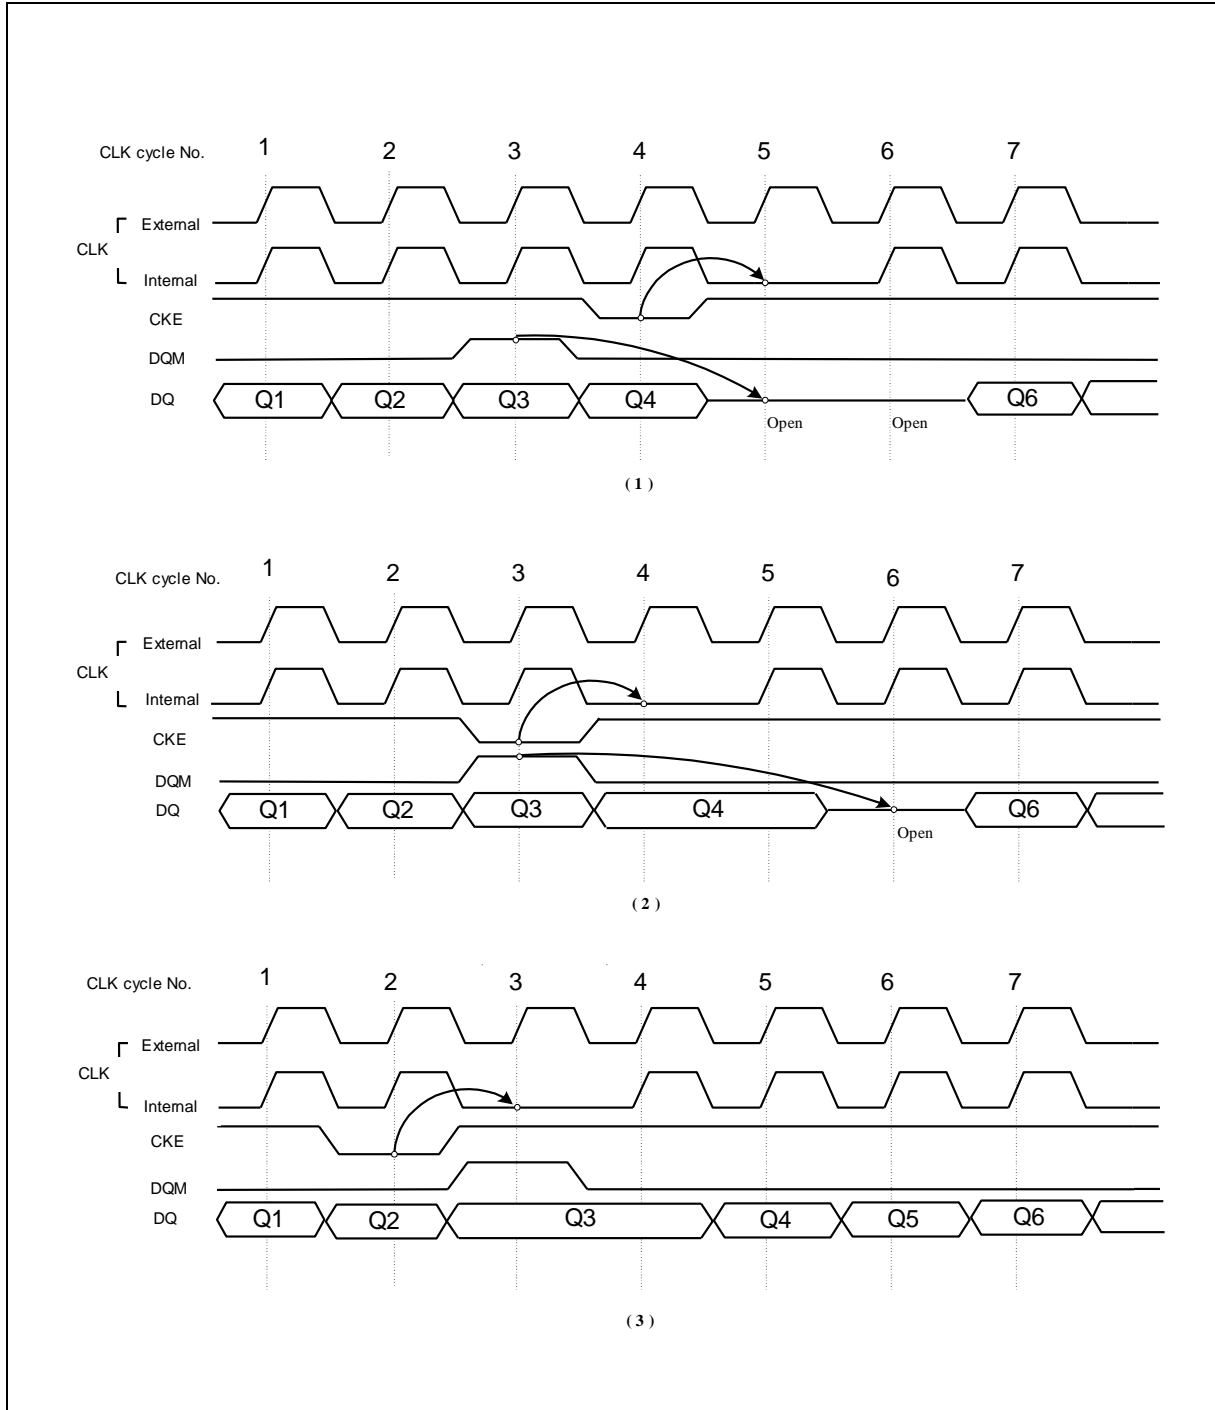 CLK cycle No. 1 2 3 4 5 6 7
External
CLK
Internal
CKE
DQM
DQ Q1 Q2 Q3 Q4 Q6
Open Open
( 1 )
CLK cycle No. 1 2 3 4 5 6 7
External
CLK
Internal
CKE
DQM
DQ Q1 Q2 Q3 Q4 Q6
Open
( 2 )
CLK cycle No. 1 2 3 4 5 6 7
External
CLK
Internal
CKE
DQM
DQ Q1 Q2 Q3 Q4 Q5 Q6
( 3 )